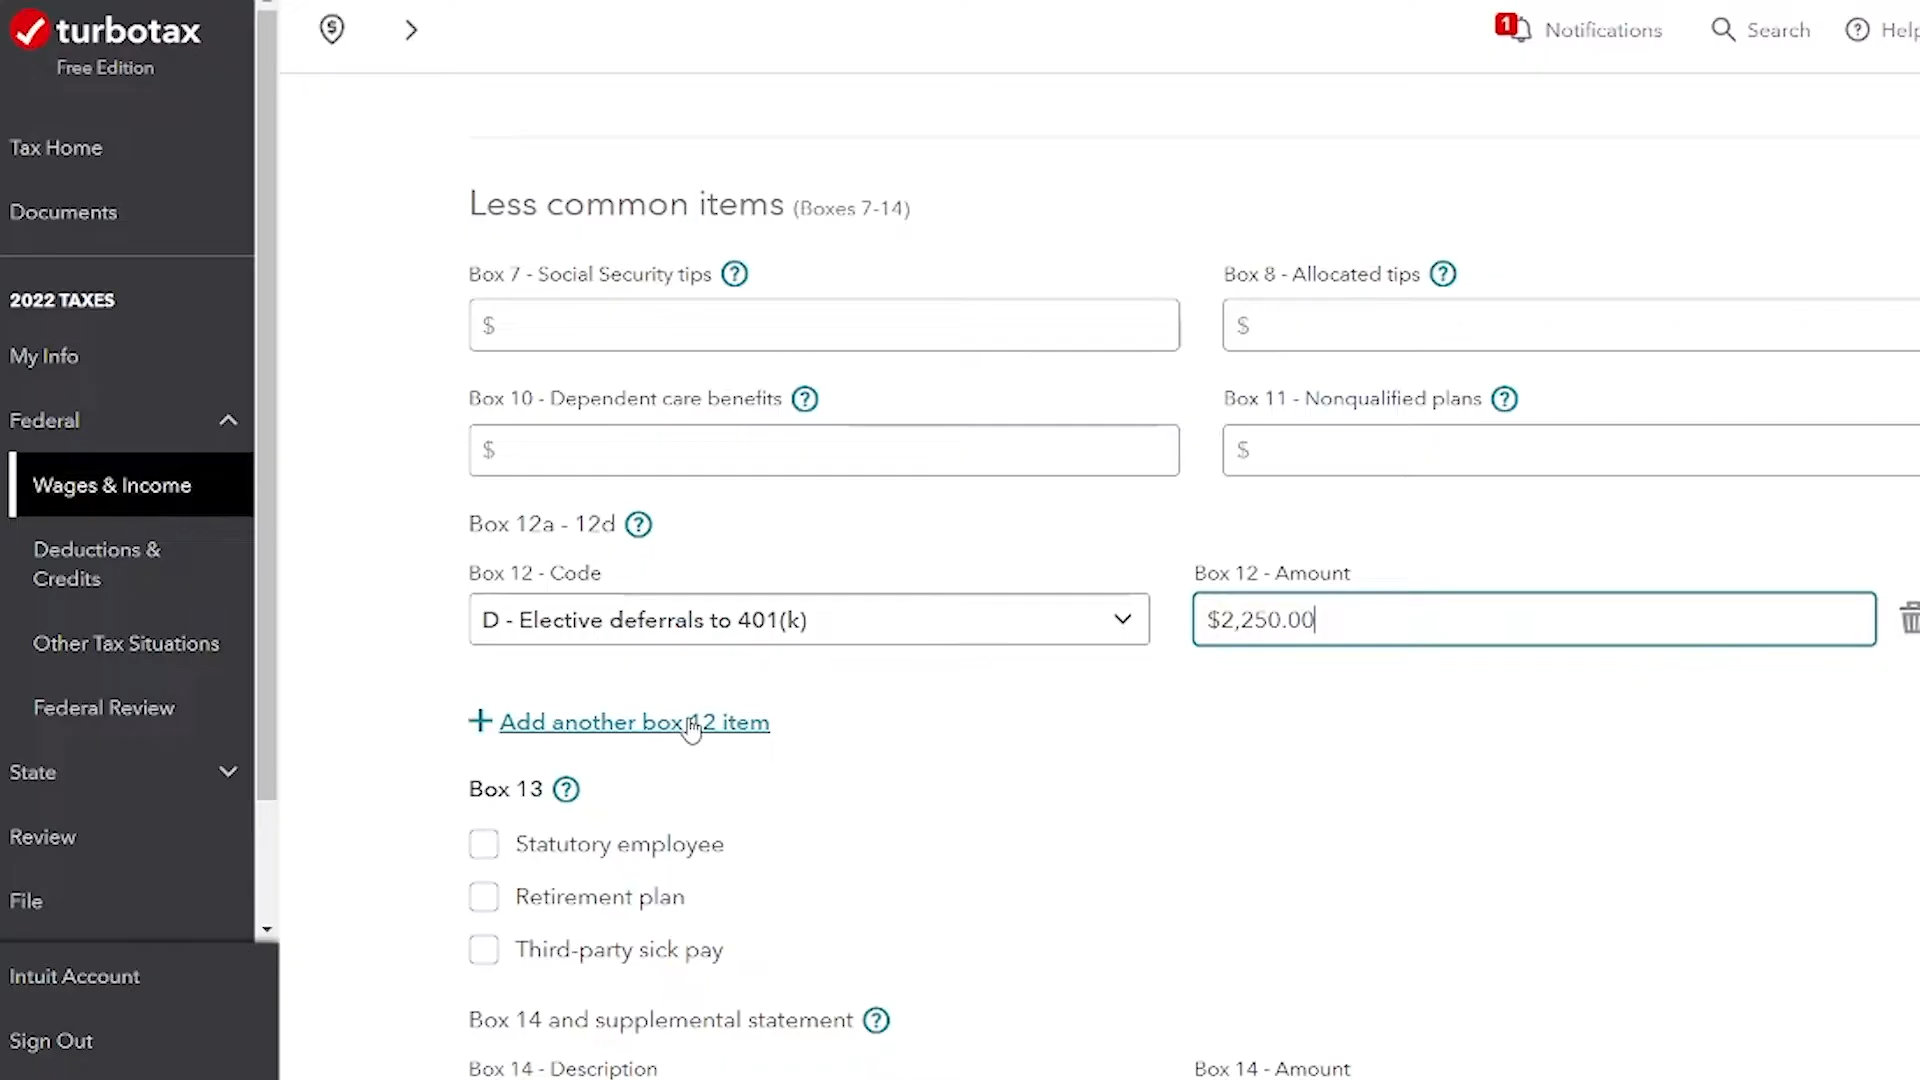 turbotax
Free Edition
Tax Home
Documents
2022 TAXES
My Info
Federal
Wages & Income
Deductions &
Credits
Other Tax Situations
Federal Review
State
Review
File
Intuit Account
Sign Out
$
1
Notifications
Search
? Help
Less common items (Boxes 7-14)
Box 7 - Social Security tips ?
$
Box 8 - Allocated tips ?
$
Box 10 - Dependent care benefits ?
$
Box 11 - Nonqualified plans ?
$
Box 12a - 12d ?
Box 12 - Code
D - Elective deferrals to 401(k)
Box 12 - Amount
$2,250.00
+ Add another box 12 item
Box 13 ?
Statutory employee
Retirement plan
Third-party sick pay
Box 14 and supplemental statement ?
Box 14 - Description
Box 14 - Amount